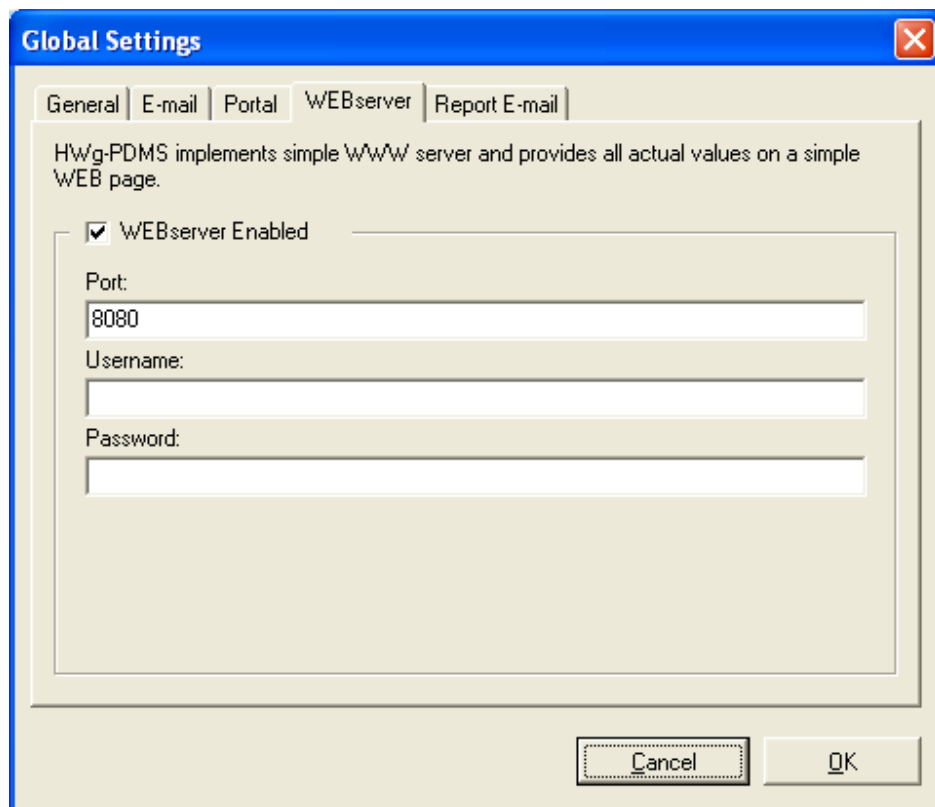 Global Settings
General E-mail Portal WEBserver Report E-mail
HWg-PDMS implements simple WWW server and provides all actual values on a simple
WEB page.
WEBserver Enabled
Port:
8080
Username:
Password:
Cancel OK